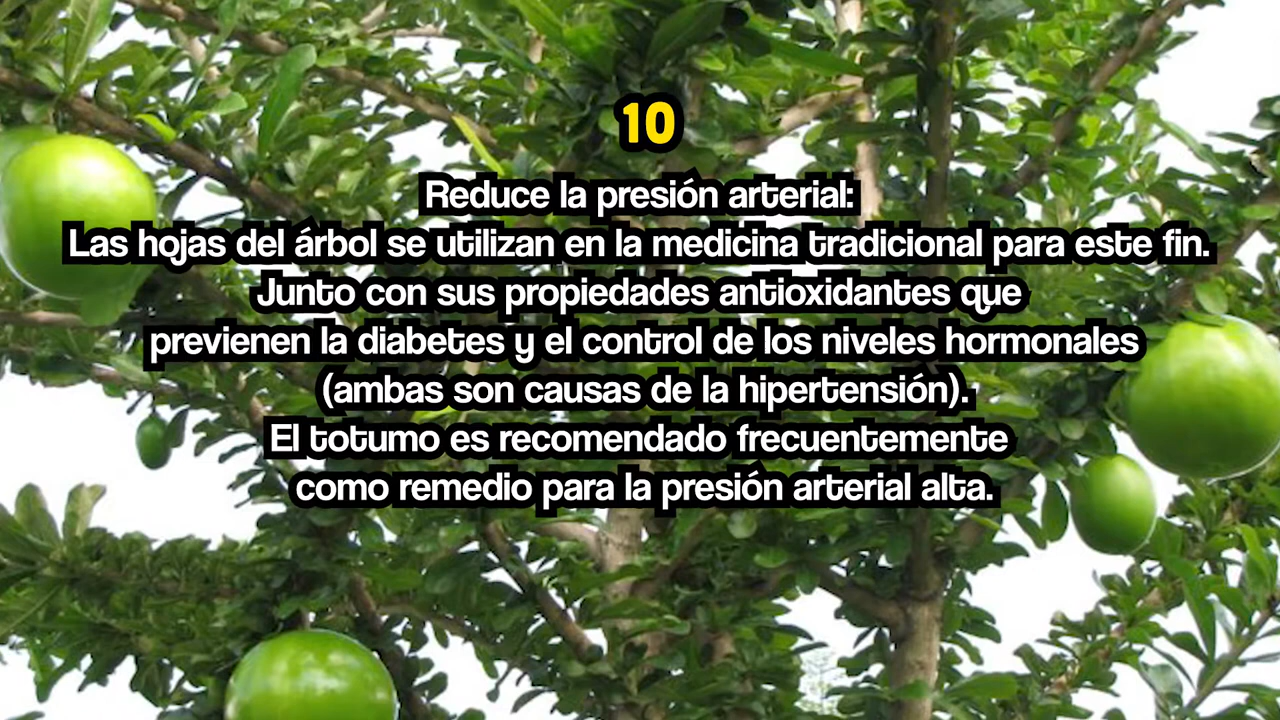 10
Reduce la presión arterial:
Las hojas del árbol se utilizan en la medicina tradicional para este fin.
Junto con sus propiedades antioxidantes que
previenen la diabetes y el control de los niveles hormonales
(ambas son causas de la hipertensión).
El totumo es recomendado frecuentemente
como remedio para la presión arterial alta.